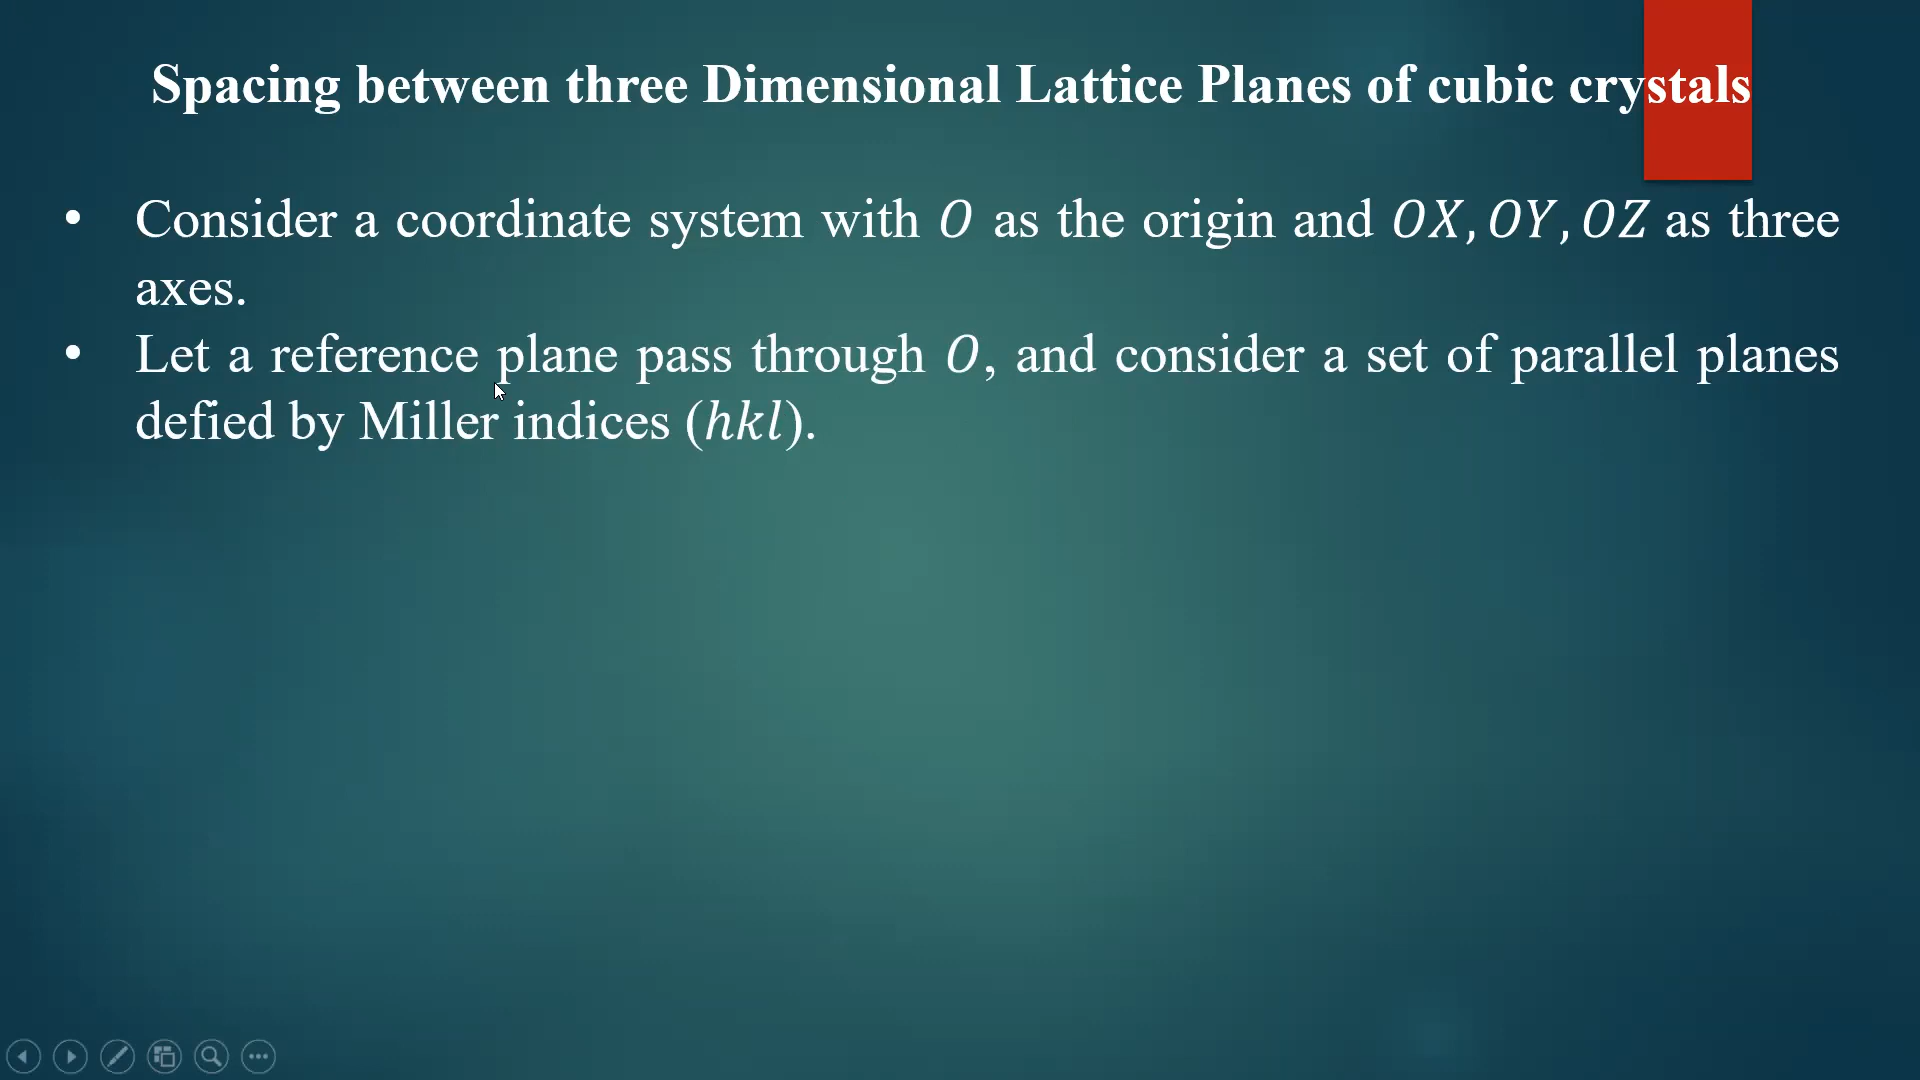 Spacing between three Dimensional Lattice Planes of cubic crystals
• Consider a coordinate system with O as the origin and OX, OY, OZ as three
axes.
• Let a reference plane pass through O, and consider a set of parallel planes
defied by Miller indices (hkl).